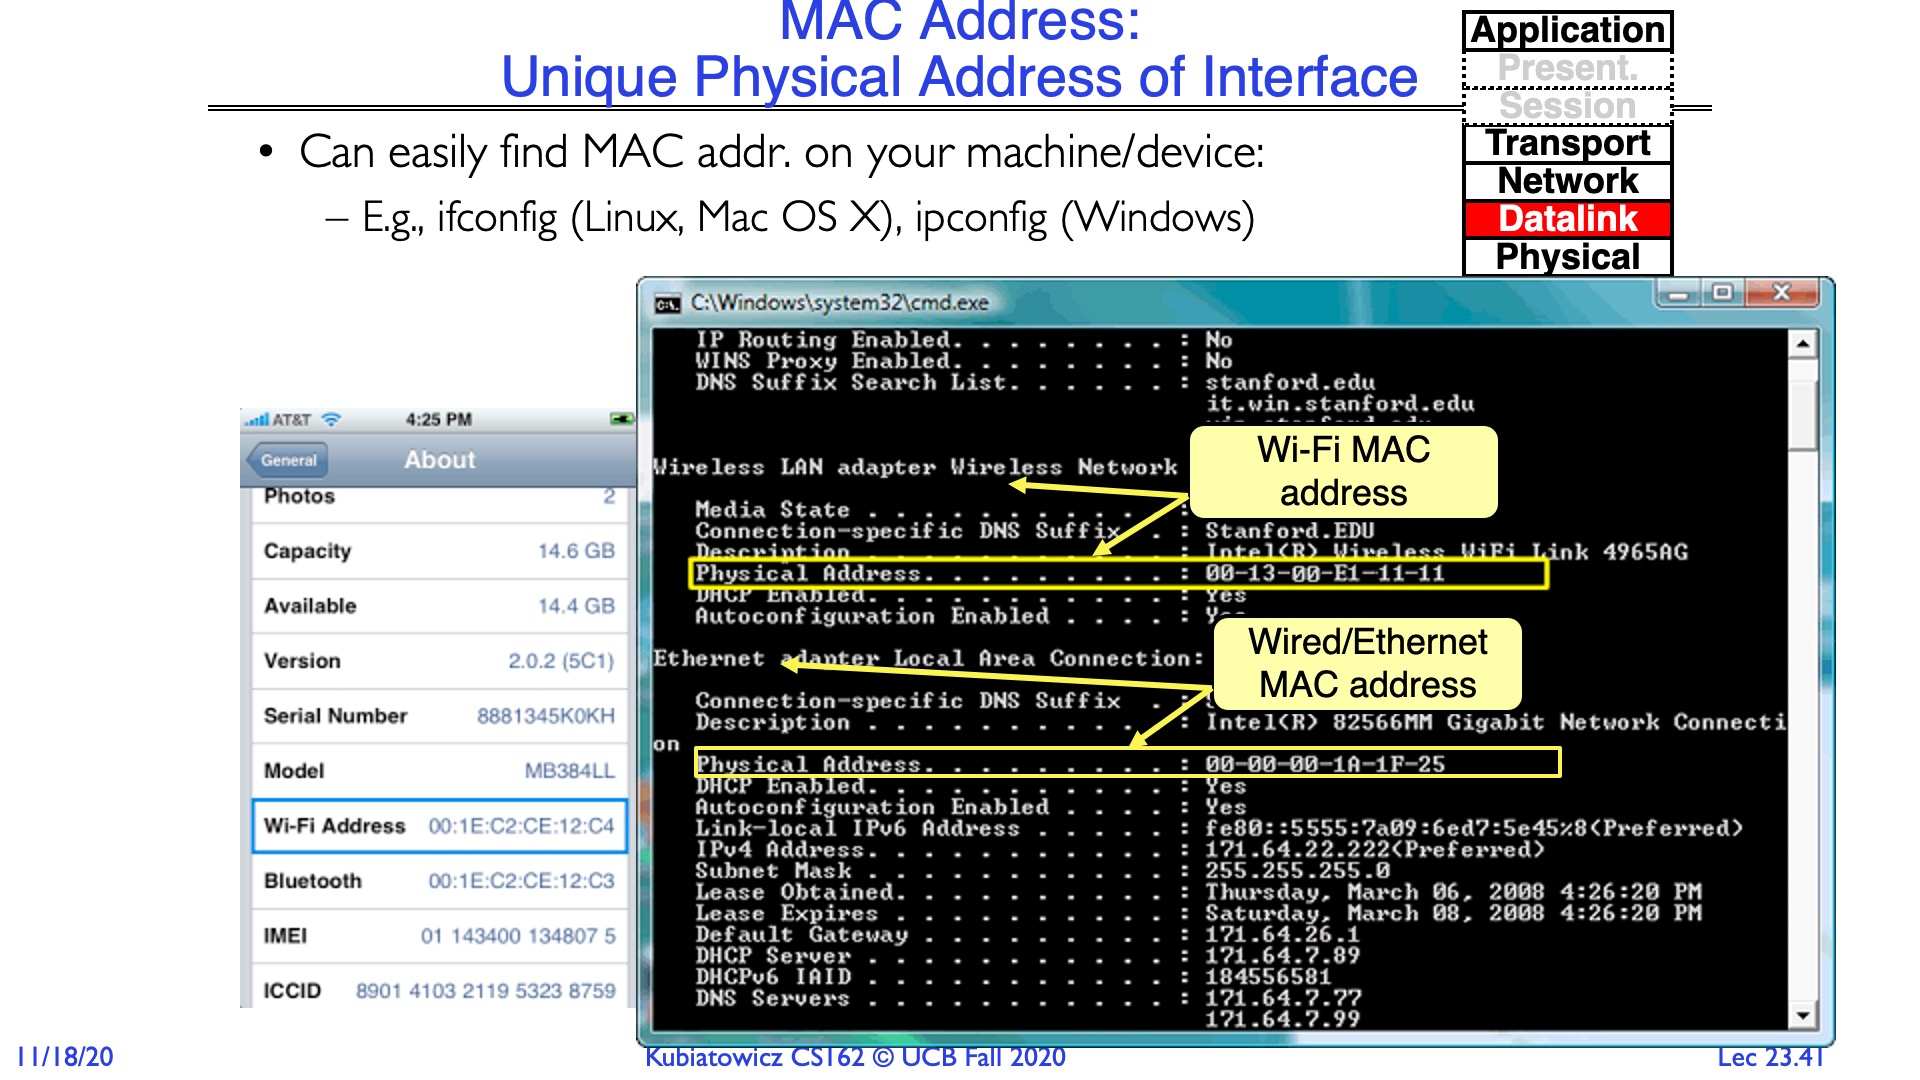 MAC Address:
Unique Physical Address of Interface
Application
Present.
Session
Transport
Network
Datalink
Physical
• Can easily find MAC addr. on your machine/device:
– E.g., ifconfig (Linux, Mac OS X), ipconfig (Windows)
AT&T 4:25 PM
General About
Photos 2
Capacity 14.6 GB
Available 14.4 GB
Version 2.0.2 (5C1)
Serial Number 8881345K0KH
Model MB384LL
Wi-Fi Address 00:1E:C2:CE:12:C4
Bluetooth 00:1E:C2:CE:12:C3
IMEI 01 143400 134807 5
ICCID 8901 4103 2119 5323 8759
C:\Windows\system32\cmd.exe
IP Routing Enabled. . . . . . . . : No
WINS Proxy Enabled. . . . . . . . : No
DNS Suffix Search List. . . . . . : stanford.edu
it.win.stanford.edu
Wireless LAN adapter Wireless Network
Wi-Fi MAC
address
Media State . . . . . . . . . . . :
Connection-specific DNS Suffix . : Stanford.EDU
Description . . . . . . . . . . . : Intel(R) Wireless WiFi Link 4965AG
Physical Address. . . . . . . . . : 00-13-00-E1-11-11
DHCP Enabled. . . . . . . . . . . : Yes
Autoconfiguration Enabled . . . . : Yes
Ethernet adapter Local Area Connection:
Wired/Ethernet
MAC address
Connection-specific DNS Suffix . :
Description . . . . . . . . . . . : Intel(R) 82566MM Gigabit Network Connecti
on
Physical Address. . . . . . . . . : 00-00-00-1A-1F-25
DHCP Enabled. . . . . . . . . . . : Yes
Autoconfiguration Enabled . . . . : Yes
Link-local IPv6 Address . . . . . : fe80::5555:7a09:6ed7:5e45%8(Preferred)
IPv4 Address. . . . . . . . . . . : 171.64.22.222(Preferred)
Subnet Mask . . . . . . . . . . . : 255.255.255.0
Lease Obtained. . . . . . . . . . : Thursday, March 06, 2008 4:26:20 PM
Lease Expires . . . . . . . . . . : Saturday, March 08, 2008 4:26:20 PM
Default Gateway . . . . . . . . . : 171.64.26.1
DHCP Server . . . . . . . . . . . : 171.64.7.89
DHCPv6 IAID . . . . . . . . . . . : 184556581
DNS Servers . . . . . . . . . . . : 171.64.7.77
171.64.7.99
11/18/20
Kubiatowicz CS162 © UCB Fall 2020
Lec 23.41